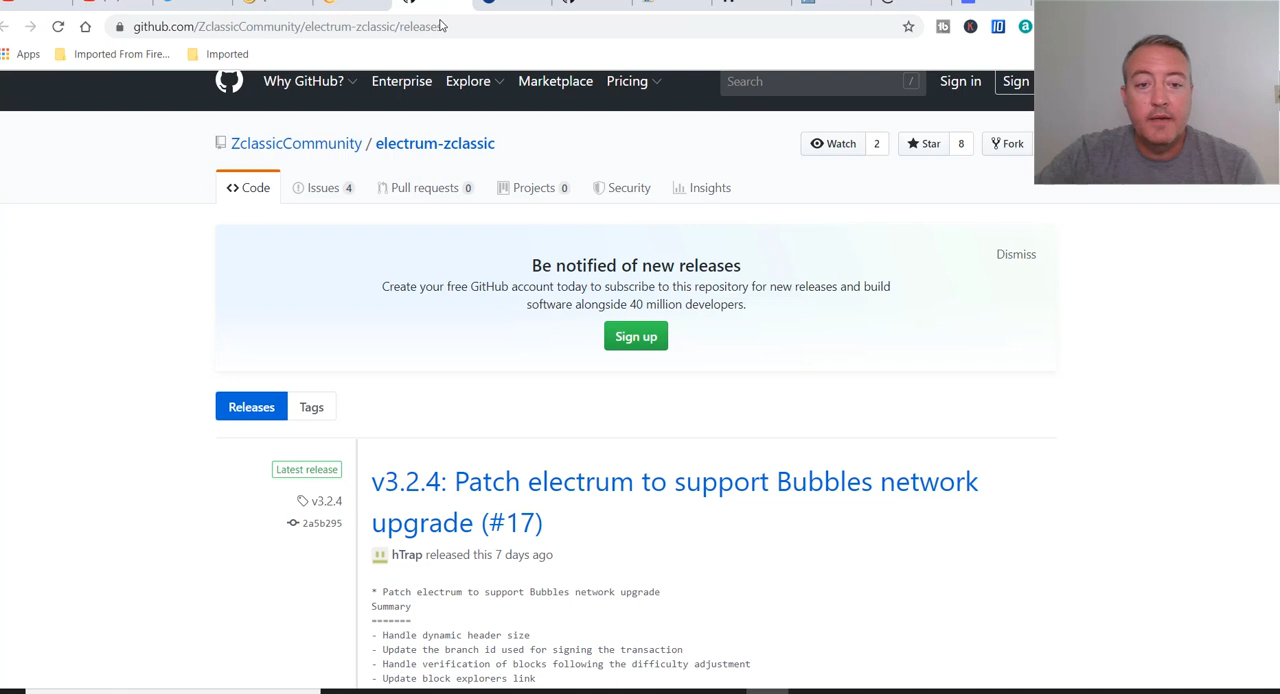 github.com/ZclassicCommunity/electrum-zclassic/releases
Apps Imported From Fire... Imported
Why GitHub? Enterprise Explore Marketplace Pricing Search / Sign in Sign
ZclassicCommunity / electrum-zclassic Watch 2 Star 8 Fork
Code Issues 4 Pull requests 0 Projects 0 Security Insights
Be notified of new releases Dismiss
Create your free GitHub account today to subscribe to this repository for new releases and build
software alongside 40 million developers.
Sign up
Releases Tags
Latest release
v3.2.4
2a5b295
v3.2.4: Patch electrum to support Bubbles network
upgrade (#17)
hTrap released this 7 days ago
* Patch electrum to support Bubbles network upgrade
Summary
=======
- Handle dynamic header size
- Update the branch id used for signing the transaction
- Handle verification of blocks following the difficulty adjustment
- Update block explorers link